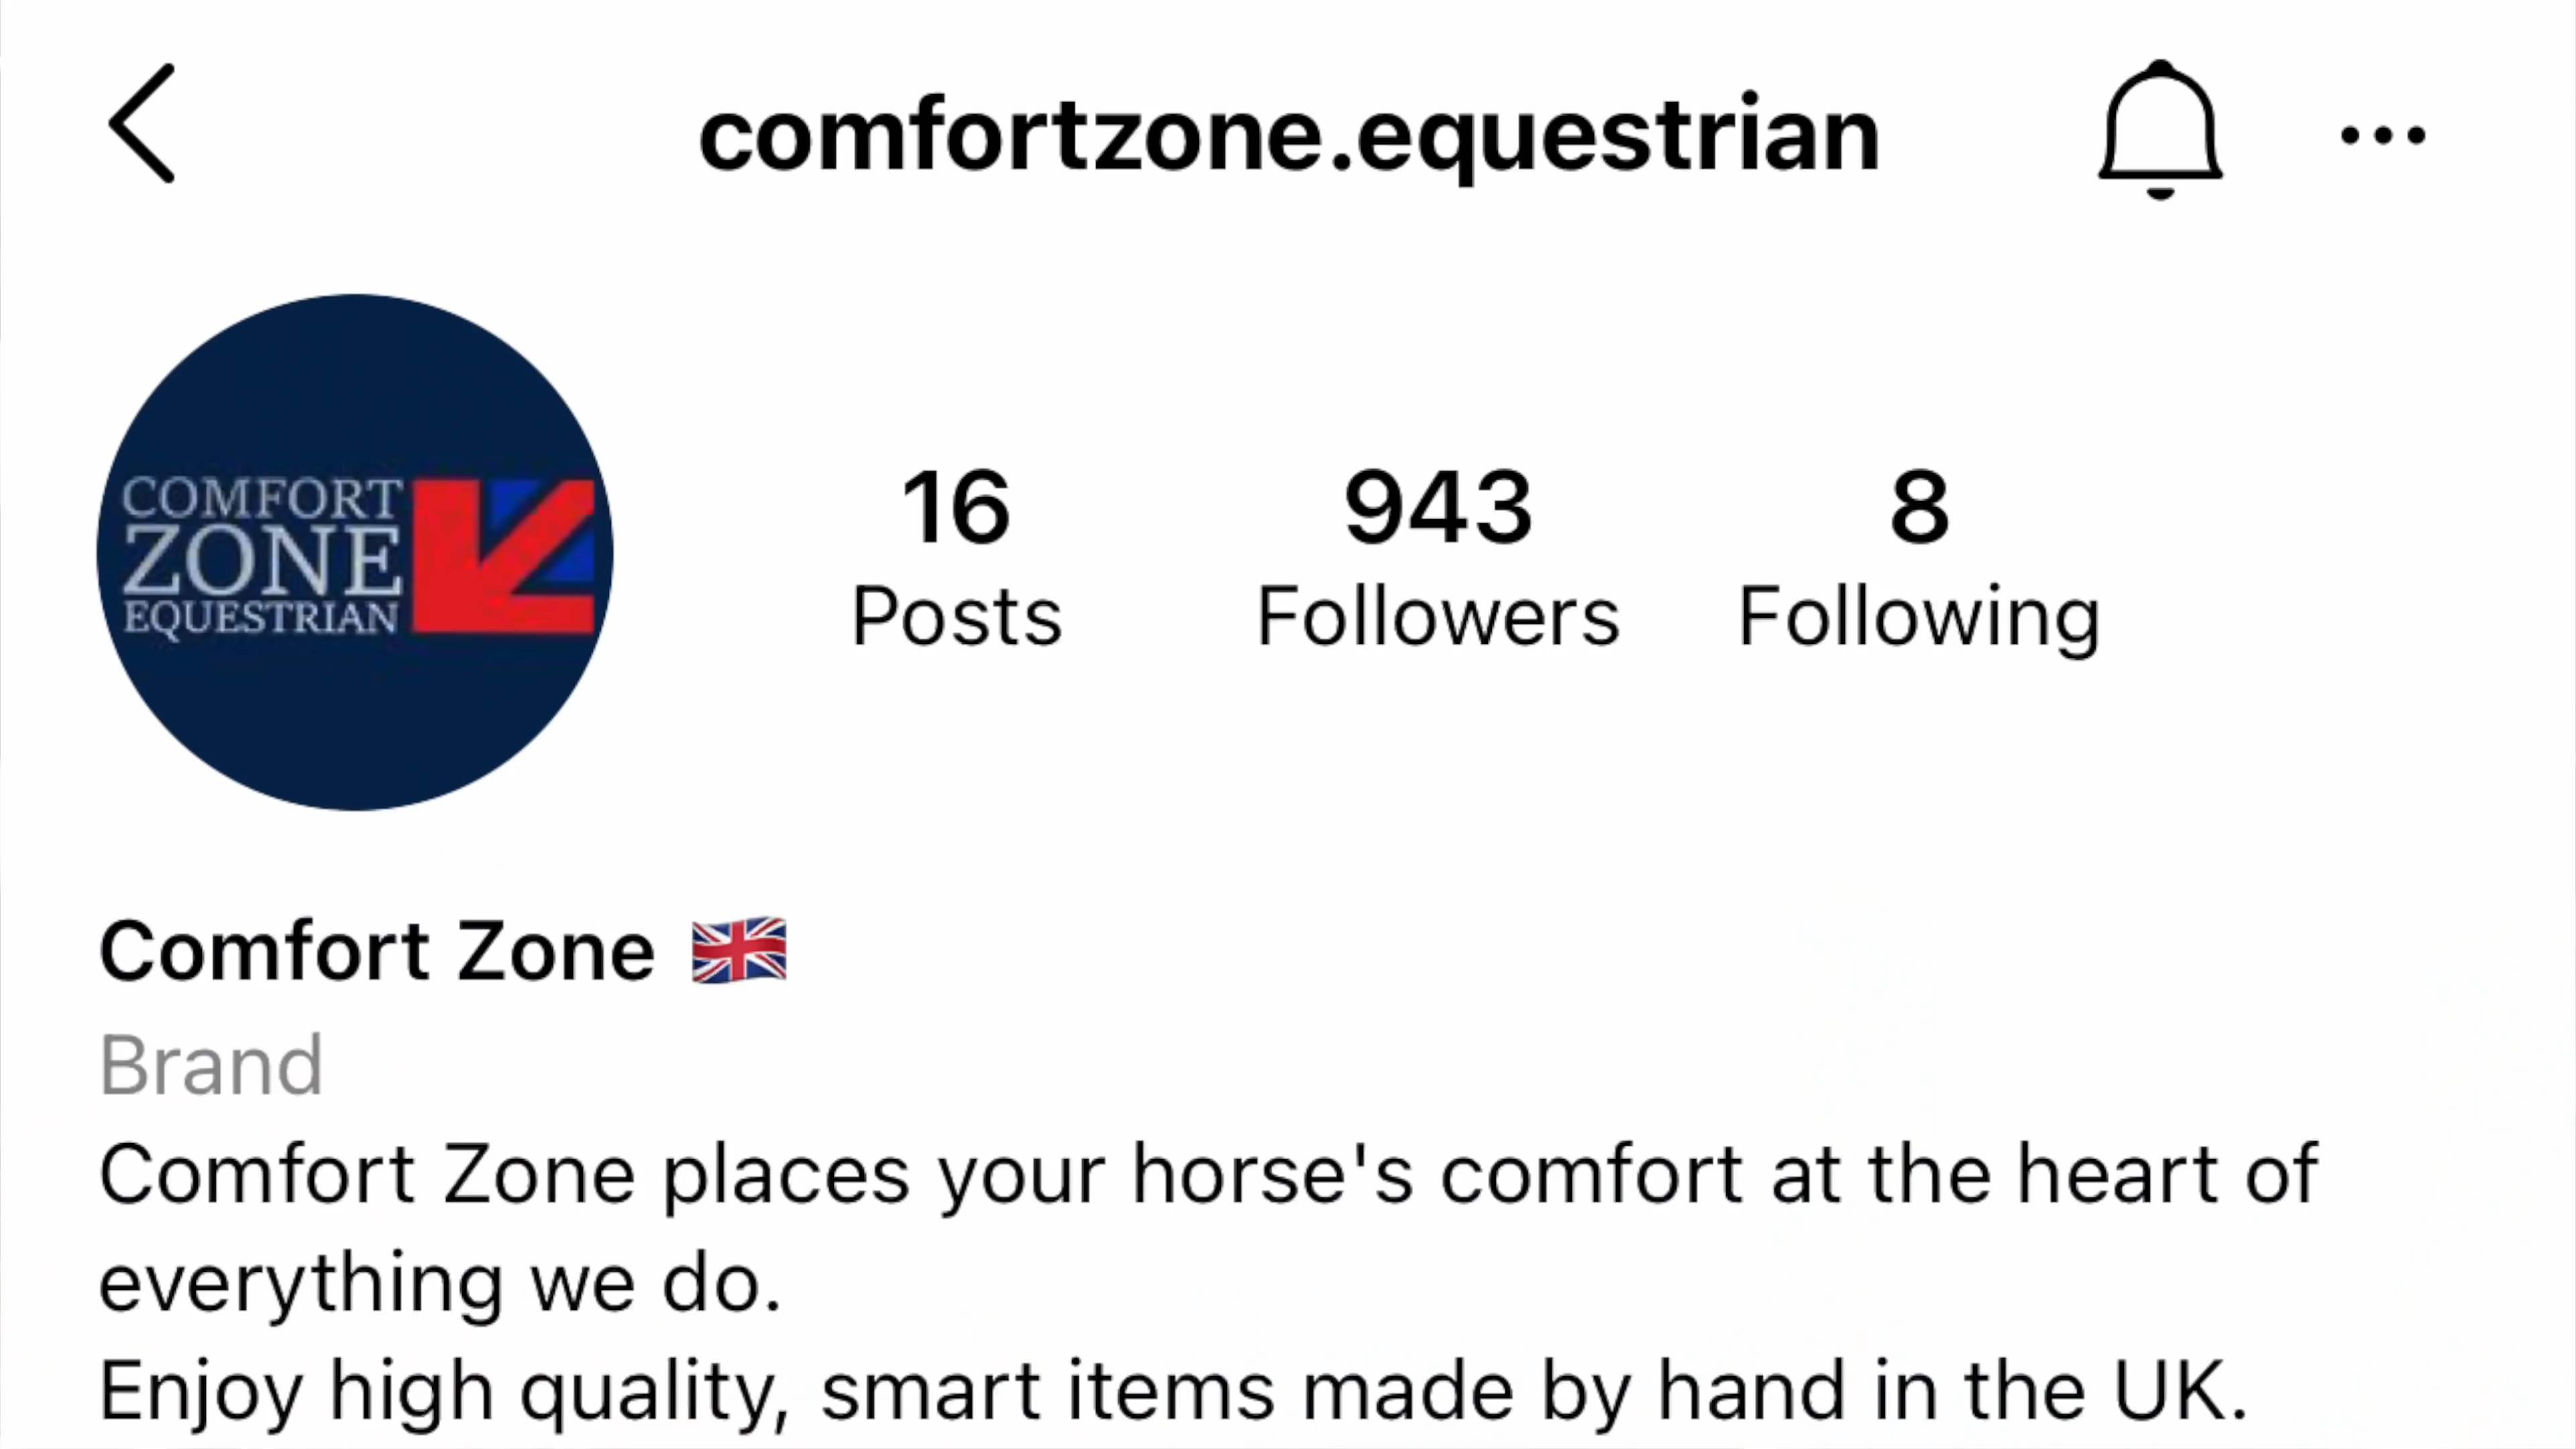 comfortzone.equestrian
COMFORT
ZONE
EQUESTRIAN
16
Posts
943
Followers
8
Following
Comfort Zone 🇬🇧
Brand
Comfort Zone places your horse's comfort at the heart of
everything we do.
Enjoy high quality, smart items made by hand in the UK.